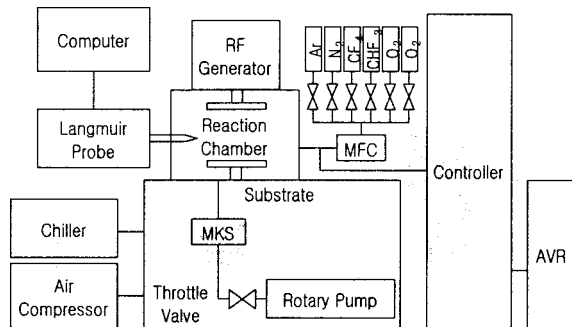 Computer
RF
Generator
Ar
N2
CF4
CHF3
O2
O2
Langmuir
Probe
Reaction
Chamber
MFC
Controller
Substrate
Chiller
MKS
AVR
Air
Compressor
Throttle
Valve
Rotary Pump